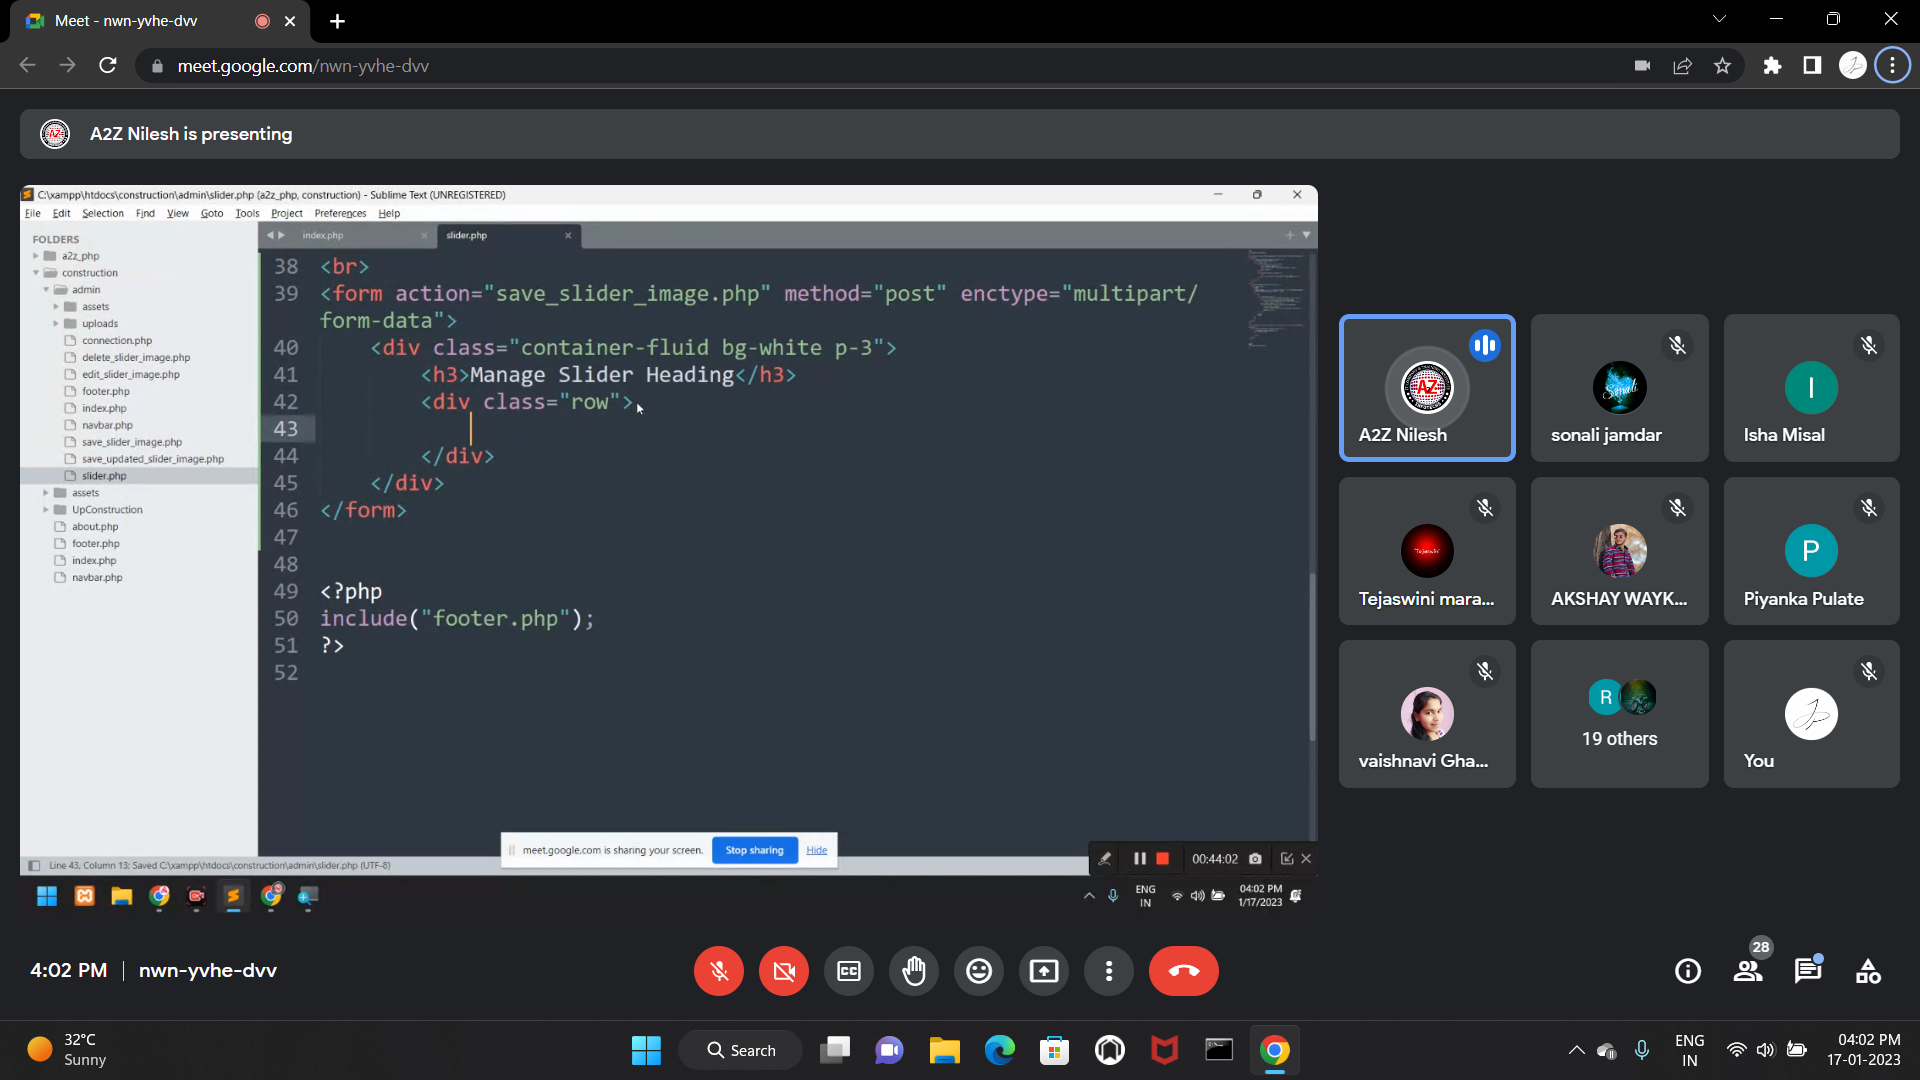 Meet - nwn-yvhe-dvv
meet.google.com/nwn-yvhe-dvv
A2Z Nilesh is presenting
C:\xampp\htdocs\construction\admin\slider.php (a2z_php, construction) - Sublime Text (UNREGISTERED)
File Edit Selection Find View Goto Tools Project Preferences Help
FOLDERS
a2z_php
construction
admin
assets
uploads
connection.php
delete_slider_image.php
edit_slider_image.php
footer.php
index.php
navbar.php
save_slider_image.php
save_updated_slider_image.php
slider.php
assets
UpConstruction
about.php
footer.php
index.php
navbar.php
index.php
slider.php
38 <br>
39 <form action="save_slider_image.php" method="post" enctype="multipart/
form-data">
40 <div class="container-fluid bg-white p-3">
41 <h3>Manage Slider Heading</h3>
42 <div class="row">
43
44 </div>
45 </div>
46 </form>
47
48
49 <?php
50 include("footer.php");
51 ?>
52
meet.google.com is sharing your screen. Stop sharing Hide
Line 43, Column 13: Saved C:\xampp\htdocs\construction\admin\slider.php (UTF-8)
00:44:02
ENG
IN
04:02 PM
1/17/2023
A2Z Nilesh
AZ
sonali jamdar
Sonali
I
Isha Misal
Tejaswini
Tejaswini mara...
AKSHAY WAYK...
P
Piyanka Pulate
vaishnavi Gha...
R
19 others
You
4:02 PM | nwn-yvhe-dvv
CC
28
32°C
Sunny
Search
ENG
IN
04:02 PM
17-01-2023